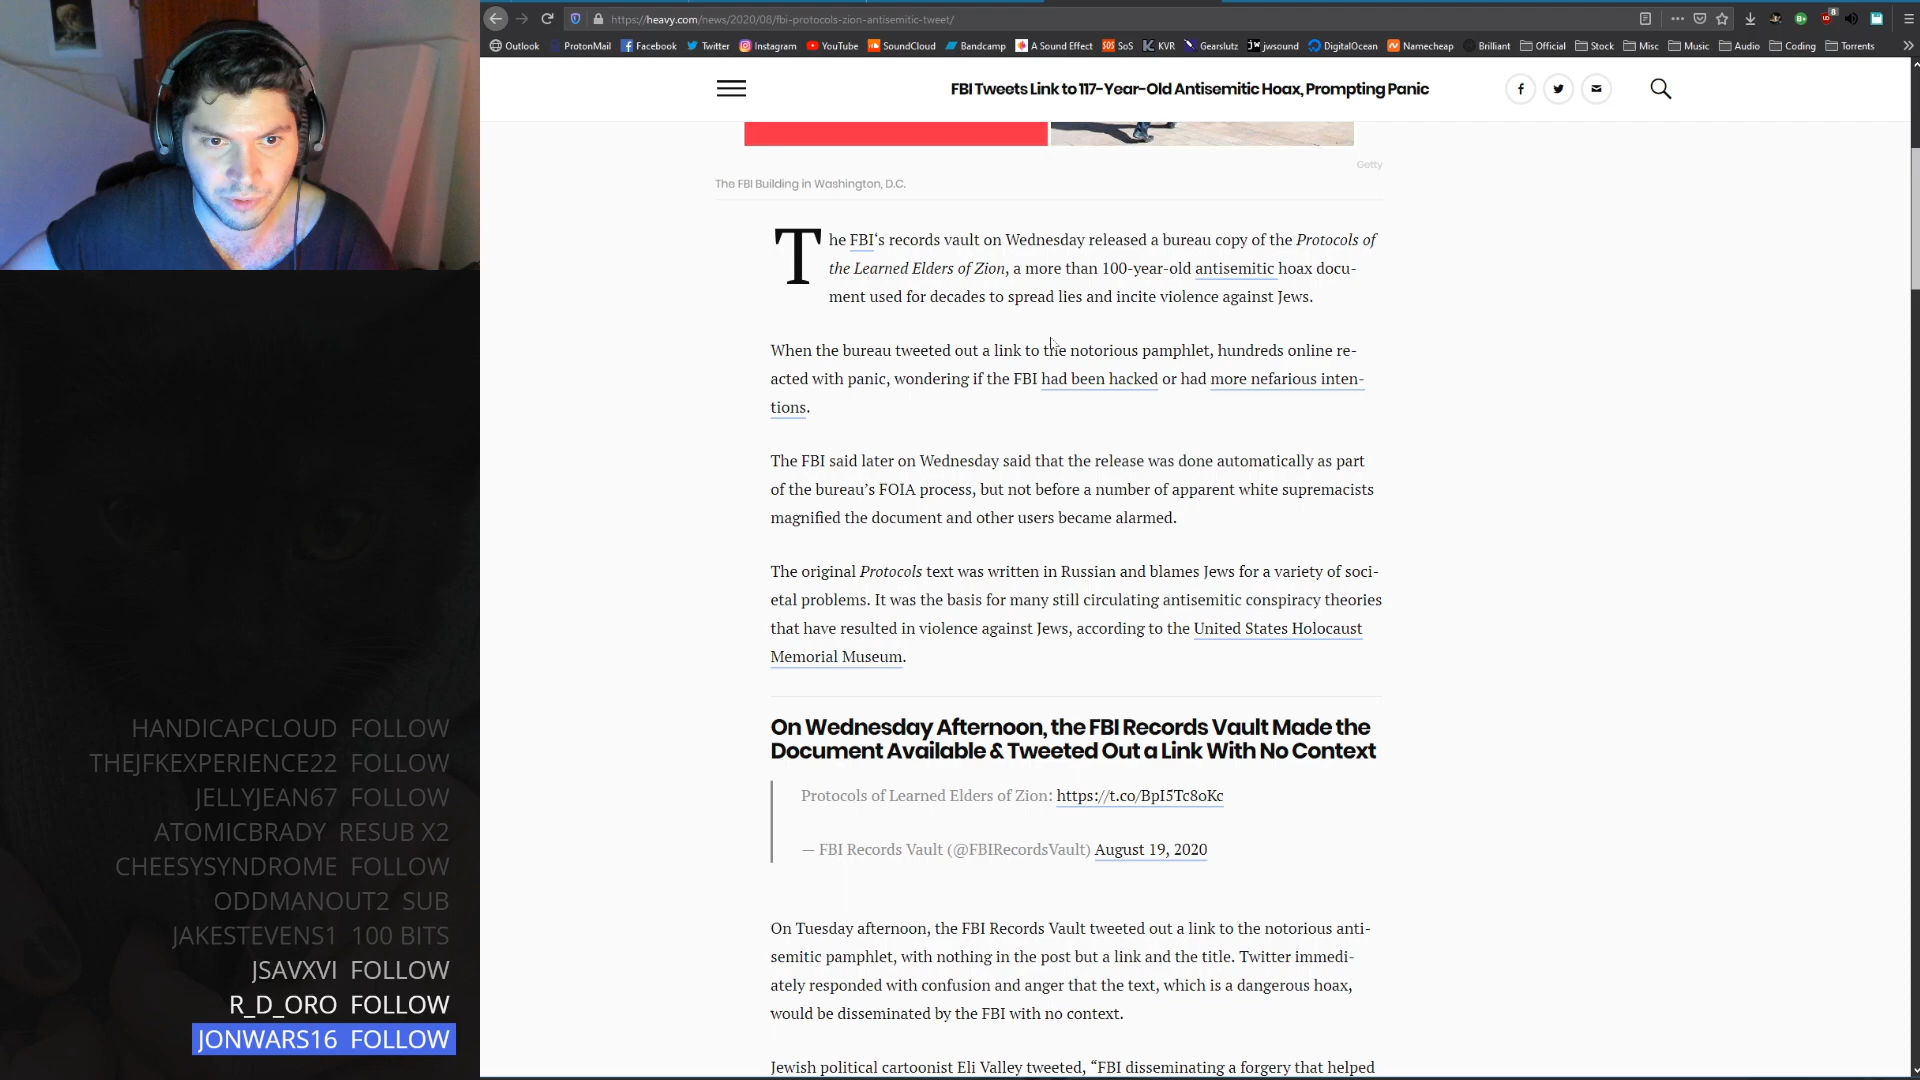 https://heavy.com/news/2020/08/fbi-protocols-zion-antisemitic-tweet/
Outlook ProtonMail Facebook Twitter Instagram YouTube SoundCloud Bandcamp A Sound Effect SoS KVR Gearslutz jwsound DigitalOcean Namecheap Brilliant Official Stock Misc Music Audio Coding Torrents
FBI Tweets Link to 117-Year-Old Antisemitic Hoax, Prompting Panic
Getty
The FBI Building in Washington, D.C.
The FBI‘s records vault on Wednesday released a bureau copy of the Protocols of
the Learned Elders of Zion, a more than 100-year-old antisemitic hoax docu-
ment used for decades to spread lies and incite violence against Jews.
When the bureau tweeted out a link to the notorious pamphlet, hundreds online re-
acted with panic, wondering if the FBI had been hacked or had more nefarious inten-
tions.
The FBI said later on Wednesday said that the release was done automatically as part
of the bureau’s FOIA process, but not before a number of apparent white supremacists
magnified the document and other users became alarmed.
The original Protocols text was written in Russian and blames Jews for a variety of soci-
etal problems. It was the basis for many still circulating antisemitic conspiracy theories
that have resulted in violence against Jews, according to the United States Holocaust
Memorial Museum.
On Wednesday Afternoon, the FBI Records Vault Made the
Document Available & Tweeted Out a Link With No Context
Protocols of Learned Elders of Zion: https://t.co/BpI5Tc8oKc
— FBI Records Vault (@FBIRecordsVault) August 19, 2020
On Tuesday afternoon, the FBI Records Vault tweeted out a link to the notorious anti-
semitic pamphlet, with nothing in the post but a link and the title. Twitter immedi-
ately responded with confusion and anger that the text, which is a dangerous hoax,
would be disseminated by the FBI with no context.
Jewish political cartoonist Eli Valley tweeted, “FBI disseminating a forgery that helped
HANDICAPCLOUD FOLLOW
THEJFKEXPERIENCE22 FOLLOW
JELLYJEAN67 FOLLOW
ATOMICBRADY RESUB X2
CHEESYSYNDROME FOLLOW
ODDMANOUT2 SUB
JAKESTEVENS1 100 BITS
JSAVXVI FOLLOW
R_D_ORO FOLLOW
JONWARS16 FOLLOW